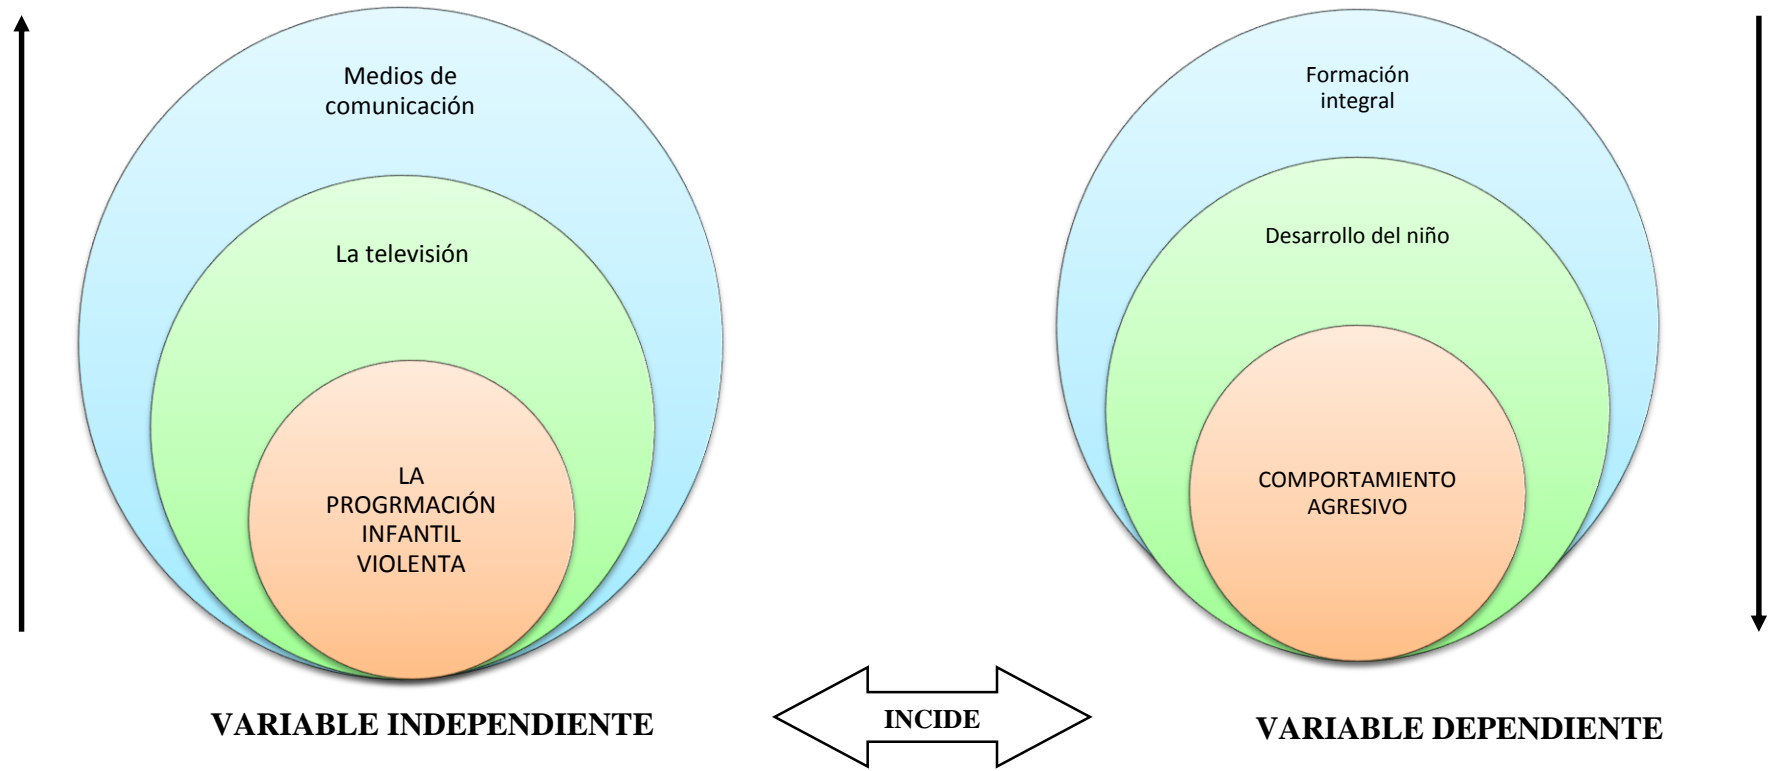 Medios de
comunicación
La televisión
LA
PROGRMACIÓN
INFANTIL
VIOLENTA
VARIABLE INDEPENDIENTE
INCIDE
Formación
integral
Desarrollo del niño
COMPORTAMIENTO
AGRESIVO
VARIABLE DEPENDIENTE